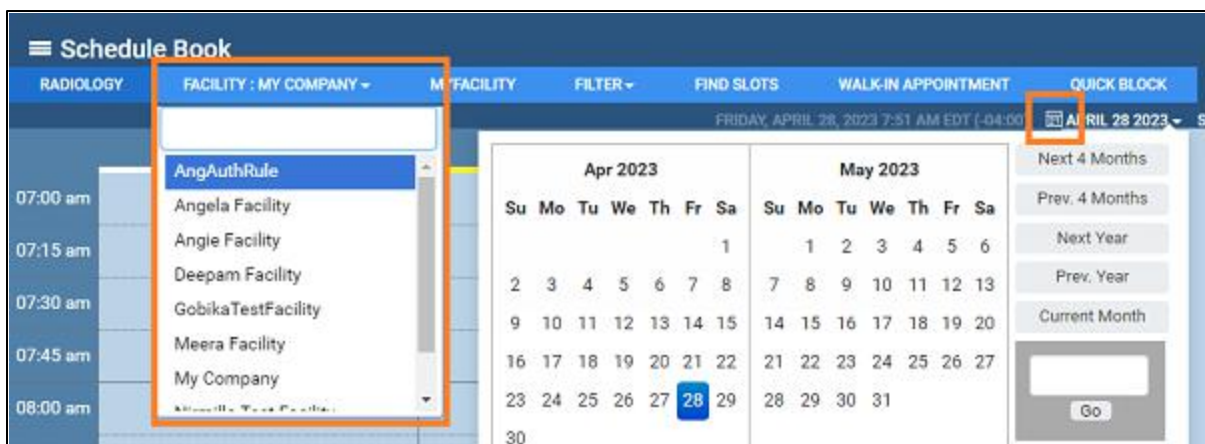 Schedule Book
RADIOLOGY FACILITY : MY COMPANY MYFACILITY FILTER FIND SLOTS WALK-IN APPOINTMENT QUICK BLOCK
FRIDAY, APRIL 28, 2023 7:51 AM EDT (-04:00) APRIL 28 2023 S
AngAuthRule
Angela Facility
Angie Facility
Deepam Facility
GobikaTestFacility
Meera Facility
My Company
07:00 am
07:15 am
07:30 am
07:45 am
08:00 am
Apr 2023
Su Mo Tu We Th Fr Sa
1
2 3 4 5 6 7 8
9 10 11 12 13 14 15
16 17 18 19 20 21 22
23 24 25 26 27 28 29
30
May 2023
Su Mo Tu We Th Fr Sa
1 2 3 4 5 6
7 8 9 10 11 12 13
14 15 16 17 18 19 20
21 22 23 24 25 26 27
28 29 30 31
Next 4 Months
Prev. 4 Months
Next Year
Prev. Year
Current Month
Go